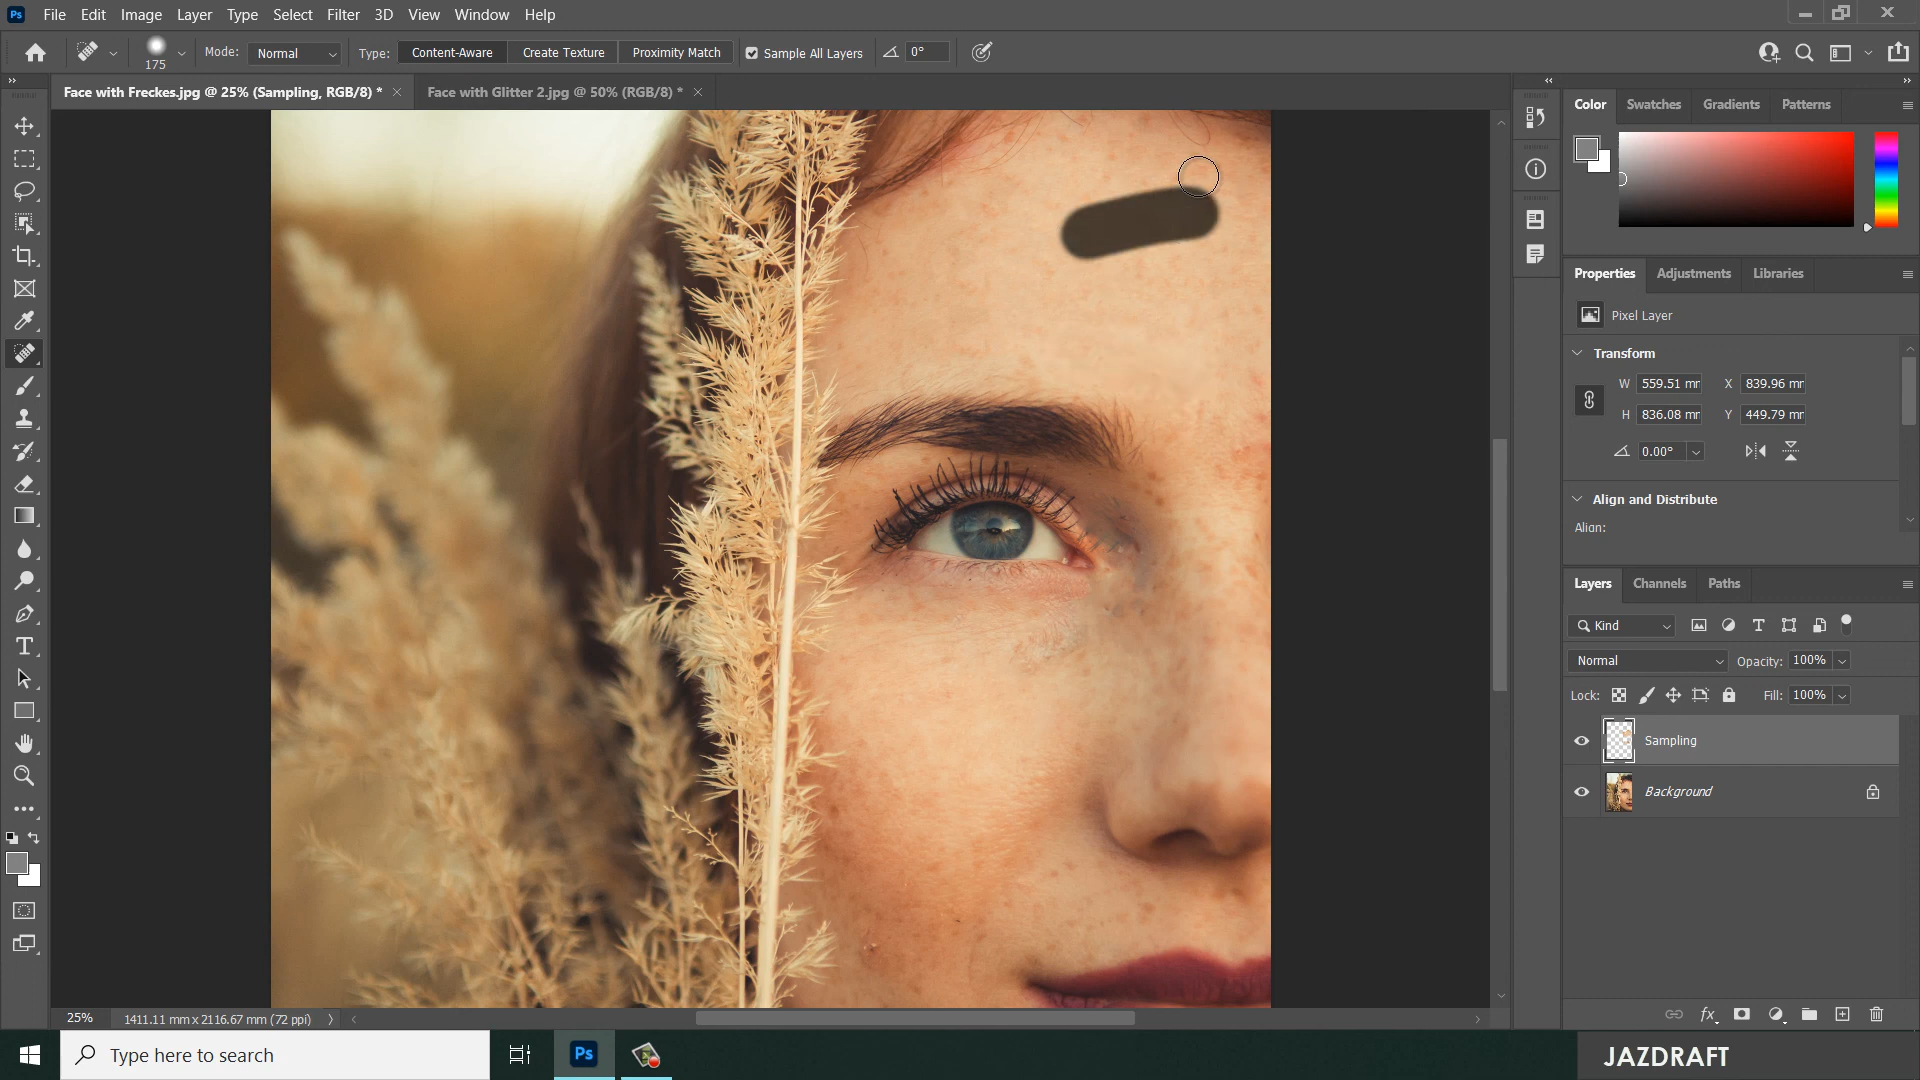 Ps File Edit Image Layer Type Select Filter 3D View Window Help
175 Mode: Normal Type: Content-Aware Create Texture Proximity Match Sample All Layers 0°
Face with Freckes.jpg @ 25% (Sampling, RGB/8) * Face with Glitter 2.jpg @ 50% (RGB/8) *
Color Swatches Gradients Patterns
Properties Adjustments Libraries
Pixel Layer
Transform
W 559.51 mr X 839.96 mr
H 836.08 mr Y 449.79 mr
0.00°
Align and Distribute
Align:
Layers Channels Paths
Kind
Normal Opacity: 100%
Lock: Fill: 100%
Sampling
Background
25% 1411.11 mm x 2116.67 mm (72 ppi)
Type here to search Ps
JAZDRAFT